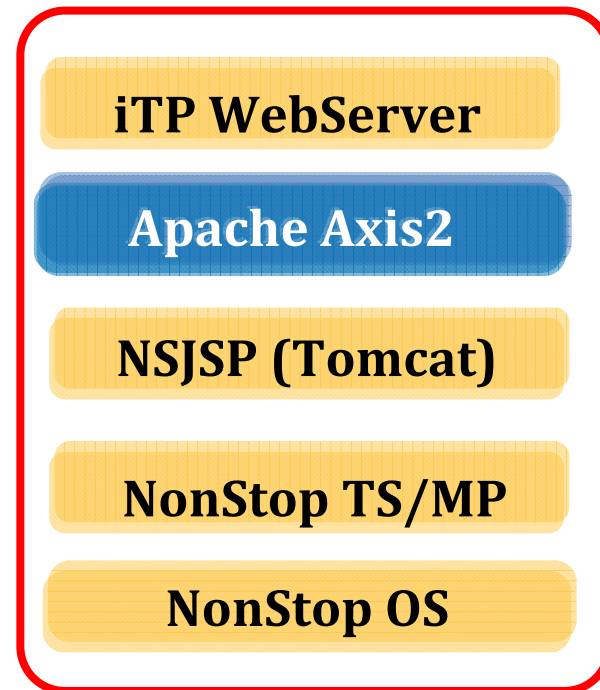 iTP WebServer
Apache Axis2
NSJSP (Tomcat)
NonStop TS/MP
NonStop OS